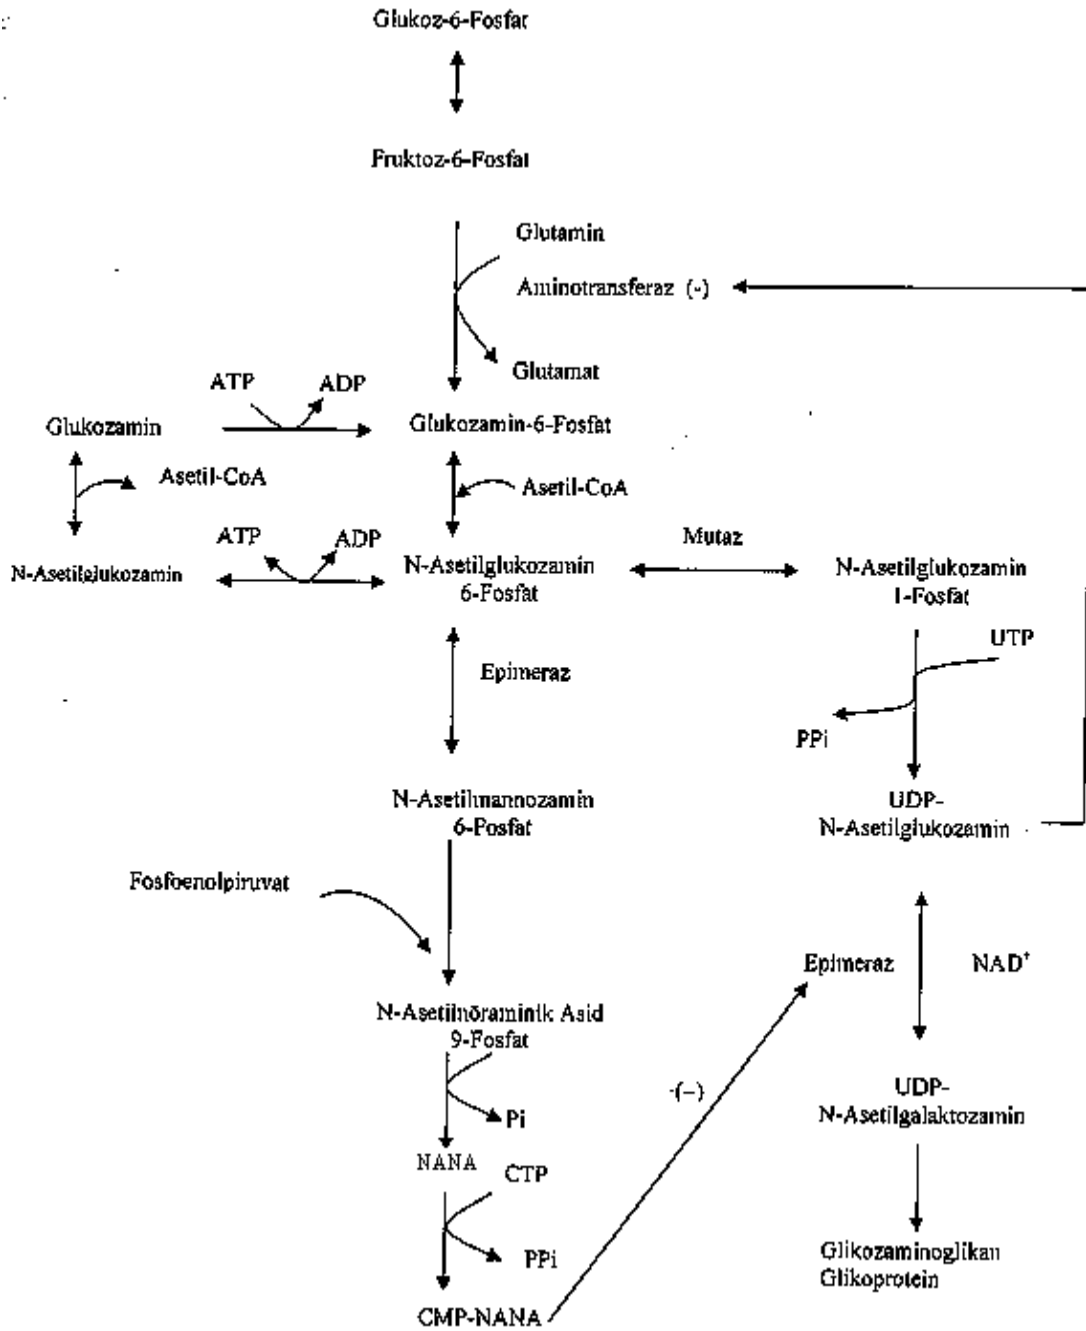 Glukoz-6-Fosfat
Fruktoz-6-Fosfat
Glutamin
Aminotransferaz (-)
Glutamat
ATP
ADP
Glukozamin
Glukozamin-6-Fosfat
Asetil-CoA
Asetil-CoA
ATP
ADP
Mutaz
N-Asetilglukozamin
N-Asetilglukozamin
6-Fosfat
N-Asetilglukozamin
1-Fosfat
UTP
Epimeraz
PPi
N-Asetilmannozamin
6-Fosfat
UDP-
N-Asetilglukozamin
Fosfoenolpiruvat
Epimeraz
NAD+
N-Asetilnöraminik Asid
9-Fosfat
(-)
UDP-
N-Asetilgalaktozamin
Pi
NANA
CTP
PPi
Glikozaminoglikan
Glikoprotein
CMP-NANA